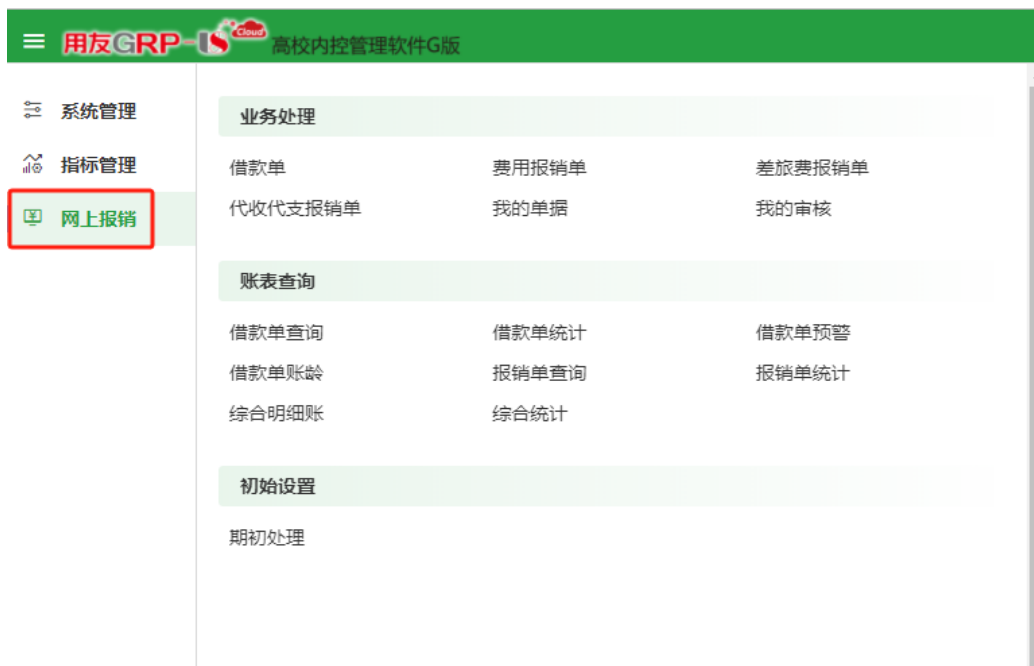 用友GRP-U8 Cloud 高校内控管理软件G版
系统管理
指标管理
网上报销
业务处理
借款单 费用报销单 差旅费报销单
代收代支报销单 我的单据 我的审核
账表查询
借款单查询 借款单统计 借款单预警
借款单账龄 报销单查询 报销单统计
综合明细账 综合统计
初始设置
期初处理